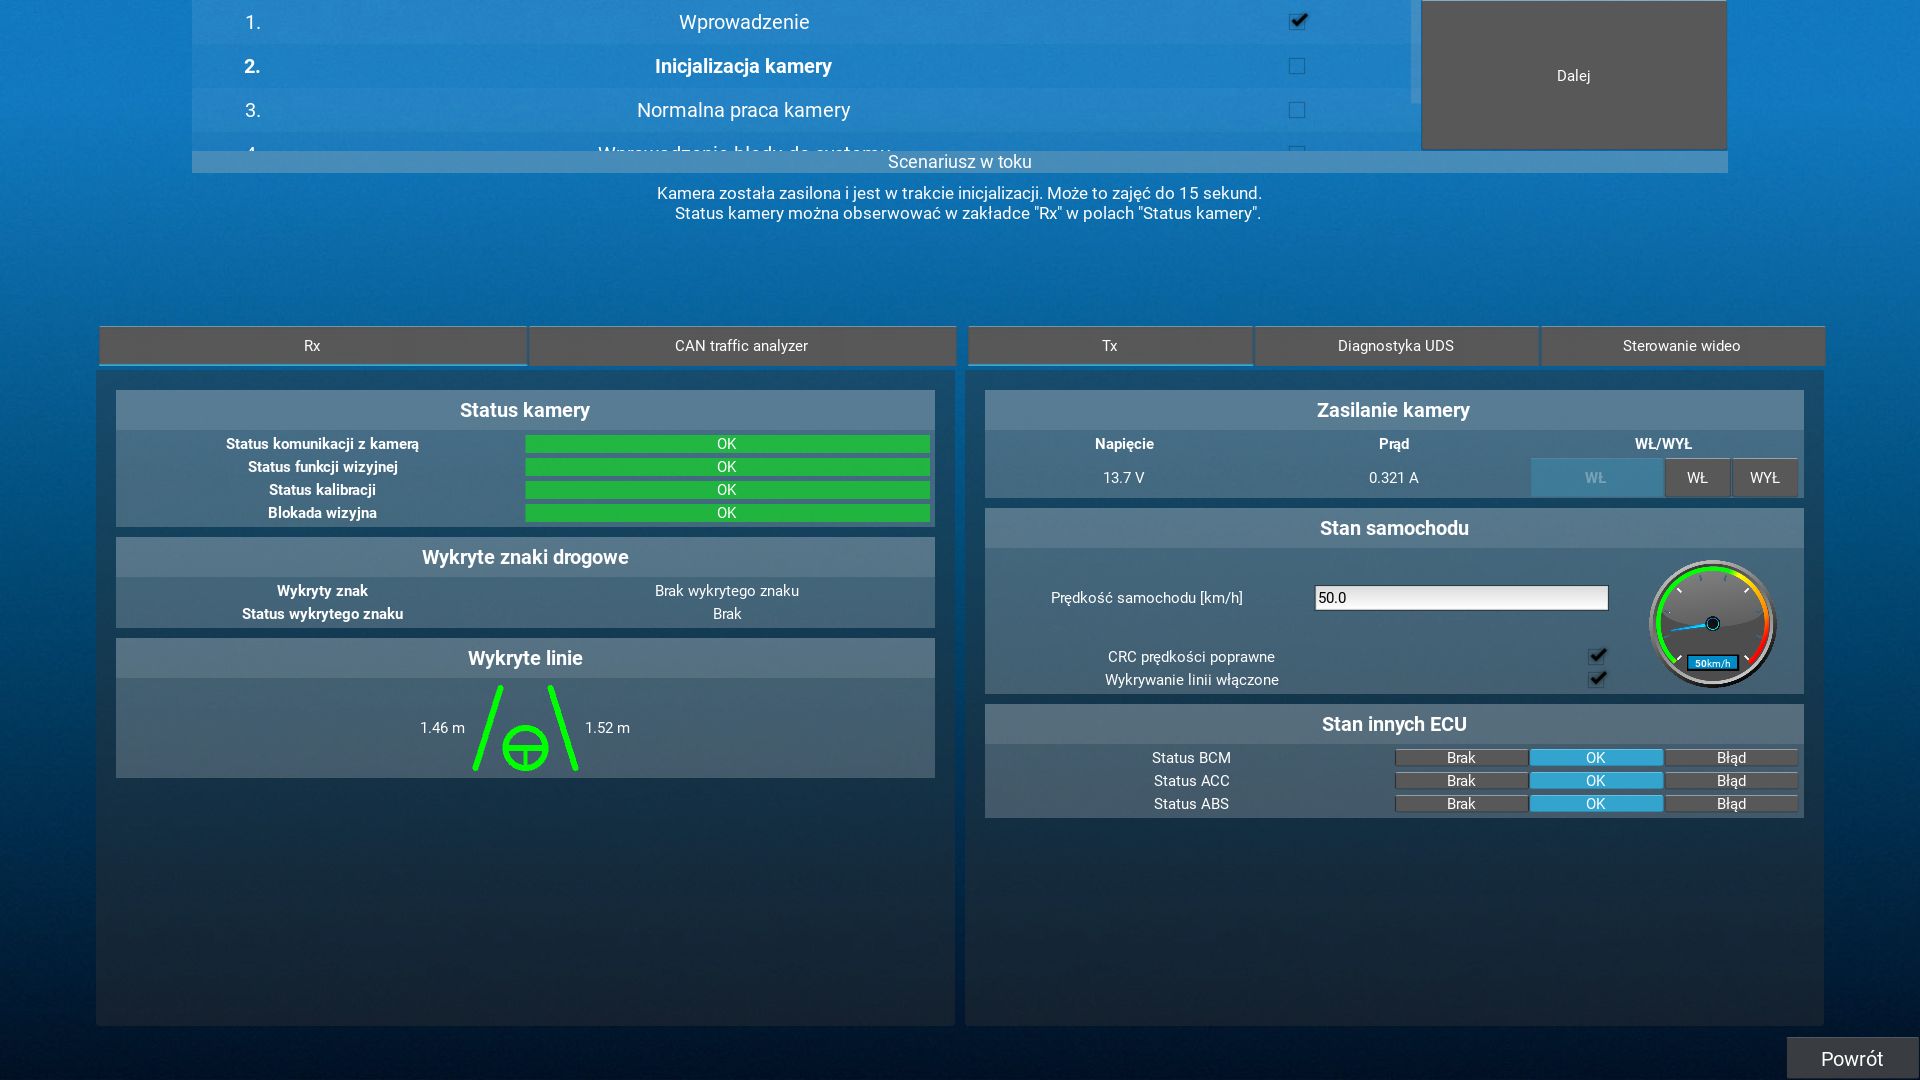 1. Wprowadzenie
2. Inicjalizacja kamery
Dalej
3. Normalna praca kamery
Scenariusz w toku
Kamera została zasilona i jest w trakcie inicjalizacji. Może to zajęć do 15 sekund.
Status kamery można obserwować w zakładce "Rx" w polach "Status kamery".
Rx CAN traffic analyzer Tx Diagnostyka UDS Sterowanie wideo
Status kamery
Status komunikacji z kamerą OK
Status funkcji wizyjnej OK
Status kalibracji OK
Blokada wizyjna OK
Wykryte znaki drogowe
Wykryty znak Brak wykrytego znaku
Status wykrytego znaku Brak
Wykryte linie
1.46 m 1.52 m
Zasilanie kamery
Napięcie Prąd WŁ/WYŁ
13.7 V 0.321 A WŁ WŁ WYŁ
Stan samochodu
Prędkość samochodu [km/h] 50.0
CRC prędkości poprawne
50km/h
Wykrywanie linii włączone
Stan innych ECU
Status BCM Brak OK Błąd
Status ACC Brak OK Błąd
Status ABS Brak OK Błąd
Powrót